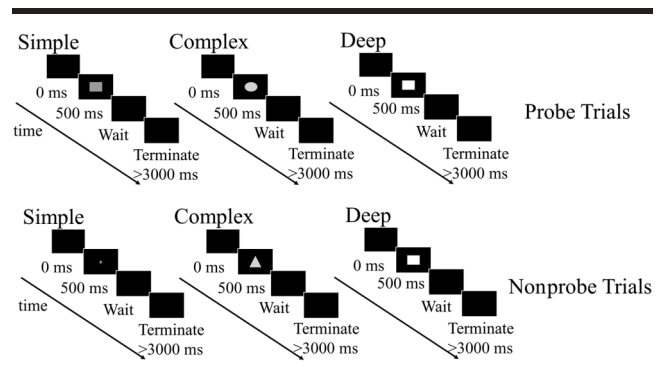 Simple Complex Deep
0 ms 0 ms 0 ms
500 ms 500 ms 500 ms Probe Trials
time Wait Wait Wait
Terminate Terminate Terminate
>3000 ms >3000 ms >3000 ms
Simple Complex Deep
0 ms 0 ms 0 ms
500 ms 500 ms 500 ms Nonprobe Trials
time Wait Wait Wait
Terminate Terminate Terminate
>3000 ms >3000 ms >3000 ms